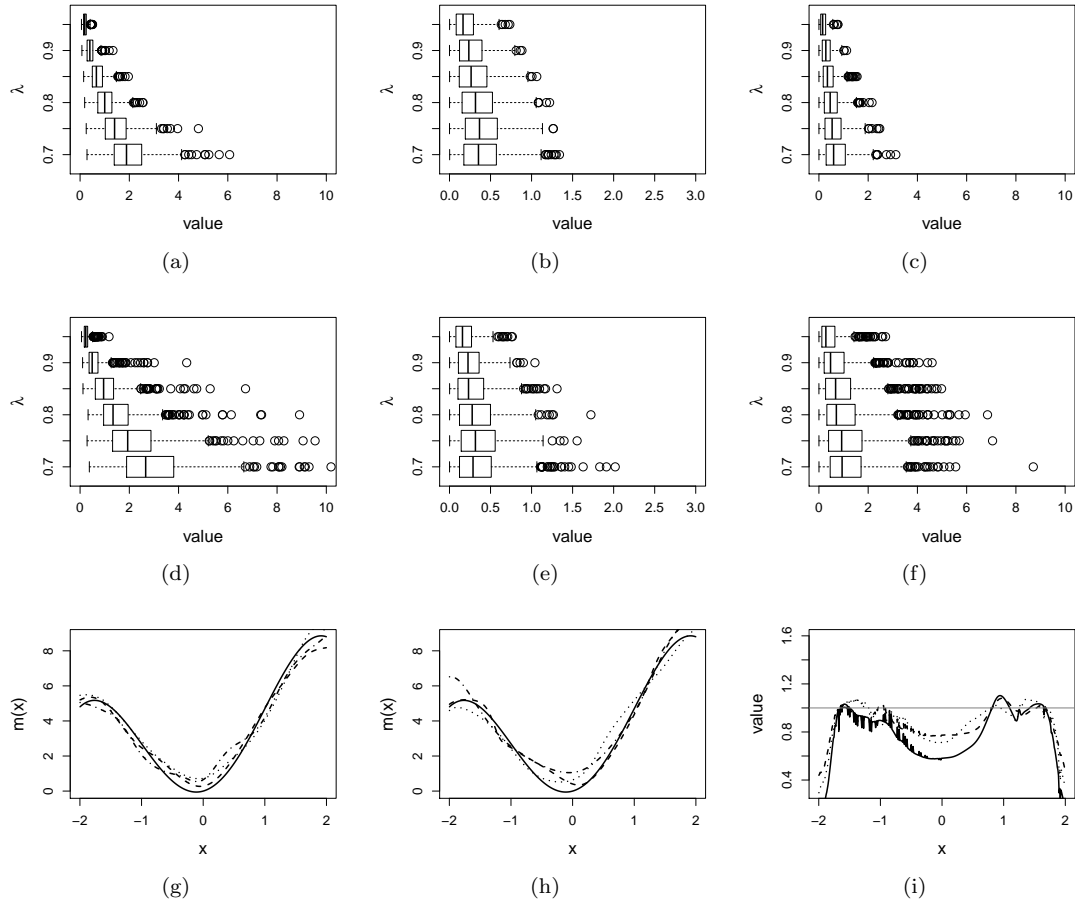 0.7 0.8 0.9
λ
0 2 4 6 8 10
value
(a)
0.7 0.8 0.9
λ
0.0 0.5 1.0 1.5 2.0 2.5 3.0
value
(b)
0.7 0.8 0.9
λ
0 2 4 6 8 10
value
(c)
0.7 0.8 0.9
λ
0 2 4 6 8 10
value
(d)
0.7 0.8 0.9
λ
0.0 0.5 1.0 1.5 2.0 2.5 3.0
value
(e)
0.7 0.8 0.9
λ
0 2 4 6 8 10
value
(f)
0 2 4 6 8
m(x)
−2 −1 0 1 2
x
(g)
0 2 4 6 8
m(x)
−2 −1 0 1 2
x
(h)
0.4 0.8 1.2 1.6
value
−2 −1 0 1 2
x
(i)